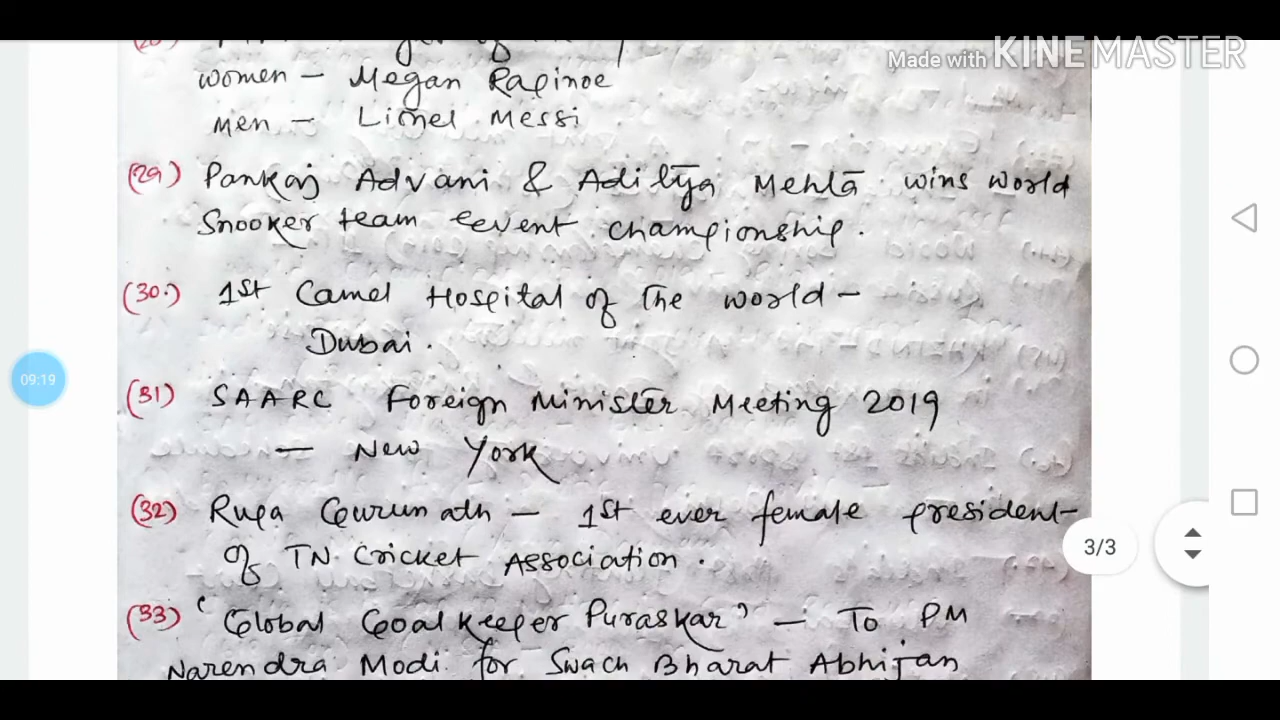 Made with KINEMASTER
women - Megan Rapinoe
men - Lionel Messi
(29) Pankaj Advani & Aditya Mehta wins world
Snooker team eevent championship.
(30.) 1st Camel Hospital of the world -
Dubai.
09:19
(31) SAARC Foreign Minister Meeting 2019
- New York
(32) Rupa Gurunath - 1st ever female president
of TN Cricket Association.
3/3
(33) 'Global Goalkeeper Puraskar' - To PM
Narendra Modi for Swach Bharat Abhijan